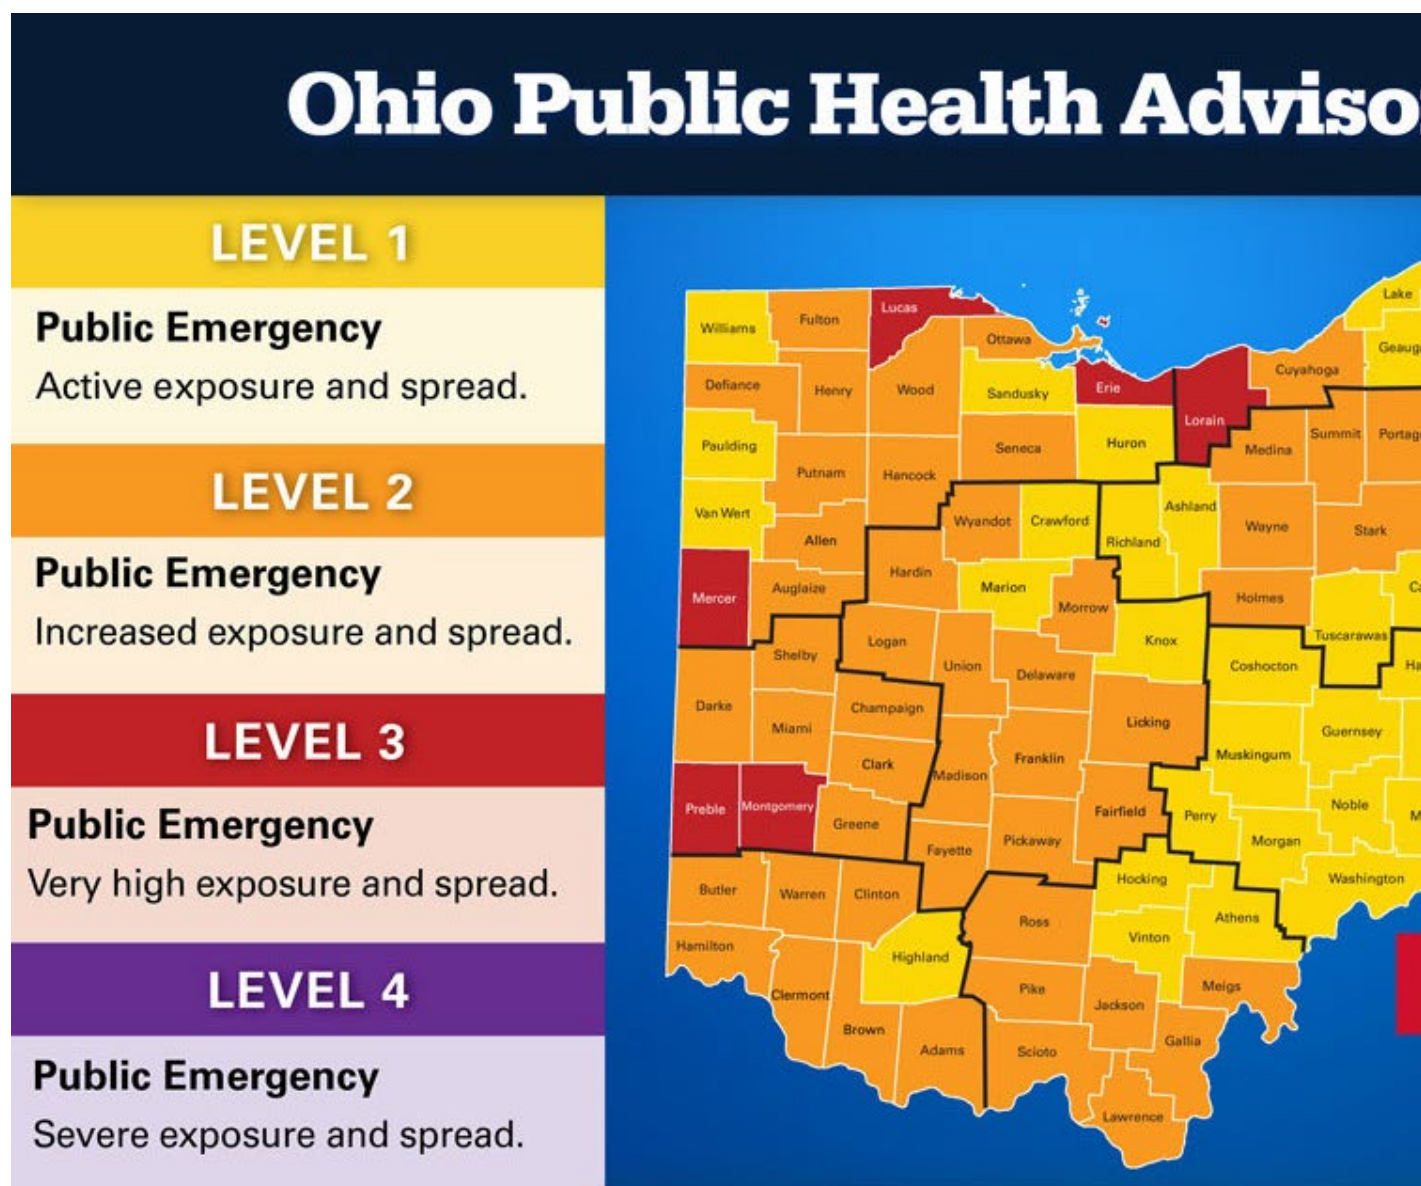 Ohio Public Health Adviso
LEVEL 1
Public Emergency
Active exposure and spread.
LEVEL 2
Public Emergency
Increased exposure and spread.
LEVEL 3
Public Emergency
Very high exposure and spread.
LEVEL 4
Public Emergency
Severe exposure and spread.
Williams
Fulton
Lucas
Ottawa
Lake
Geaug
Defiance
Henry
Wood
Sandusky
Erie
Lorain
Cuyahoga
Paulding
Putnam
Hancock
Seneca
Huron
Medina
Summit
Portag
Van Wert
Allen
Wyandot
Crawford
Richland
Ashland
Wayne
Stark
Mercer
Auglaize
Hardin
Marion
Morrow
Holmes
Ca
Shelby
Logan
Union
Delaware
Knox
Coshocton
Tuscarawas
Ha
Darke
Miami
Champaign
Clark
Madison
Franklin
Licking
Muskingum
Guernsey
Preble
Montgomery
Greene
Fayette
Pickaway
Fairfield
Perry
Morgan
Noble
M
Butler
Warren
Clinton
Ross
Hocking
Athens
Washington
Hamilton
Clermont
Highland
Pike
Vinton
Jackson
Meigs
Brown
Adams
Scioto
Gallia
Lawrence